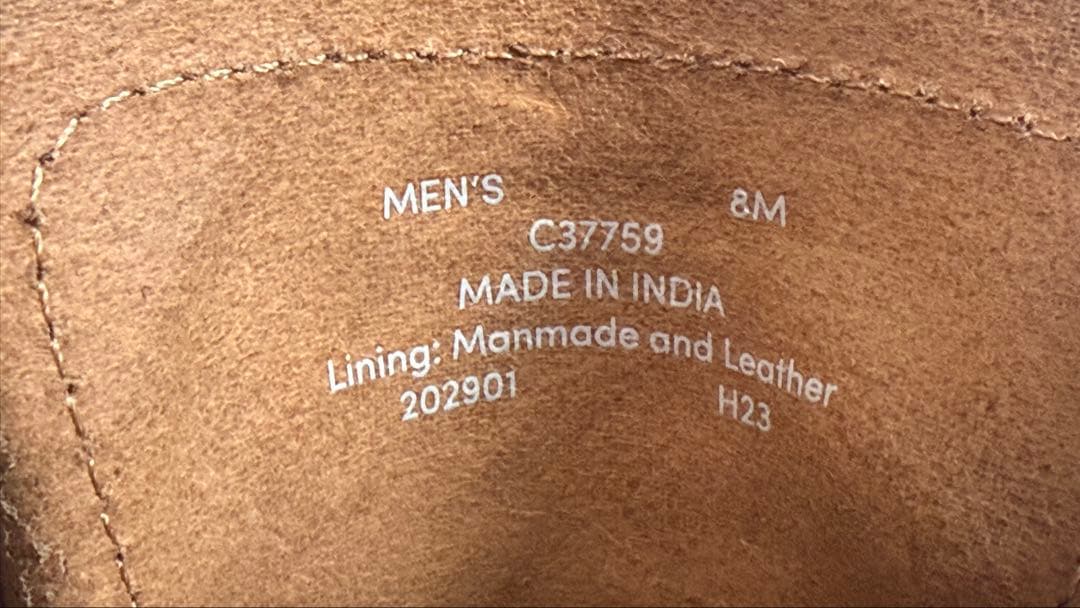 MEN'S 8M
C37759
MADE IN INDIA
Lining: Manmade and Leather
202901 H23